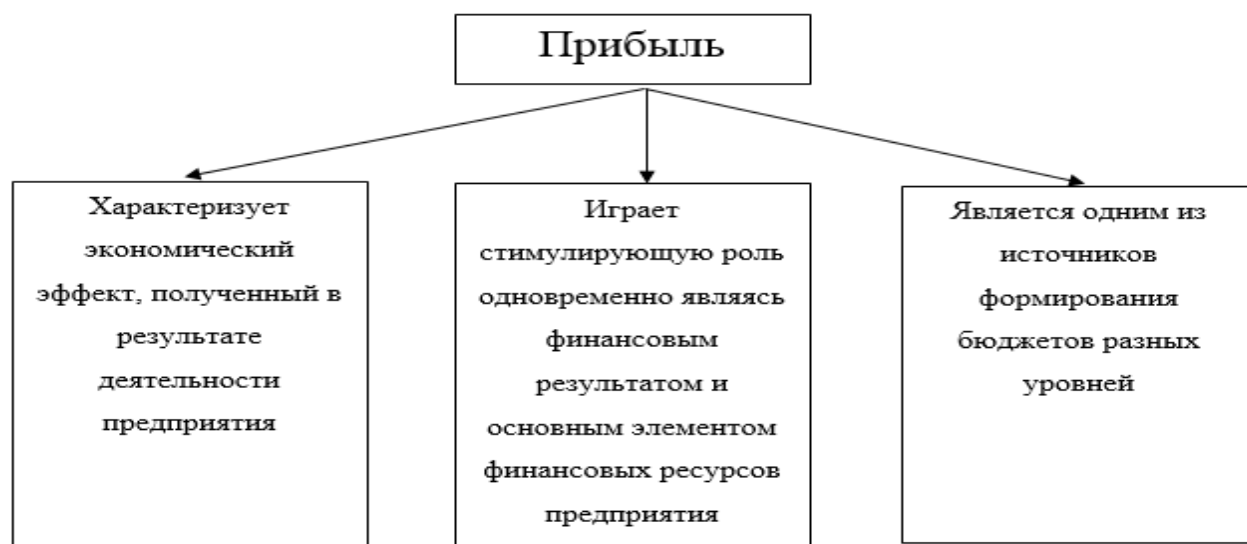 Прибыль
Характеризует
экономический
эффект, полученный в
результате
деятельности
предприятия
Играет
стимулирующую роль
одновременно являясь
финансовым
результатом и
основным элементом
финансовых ресурсов
предприятия
Является одним из
источников
формирования
бюджетов разных
уровней